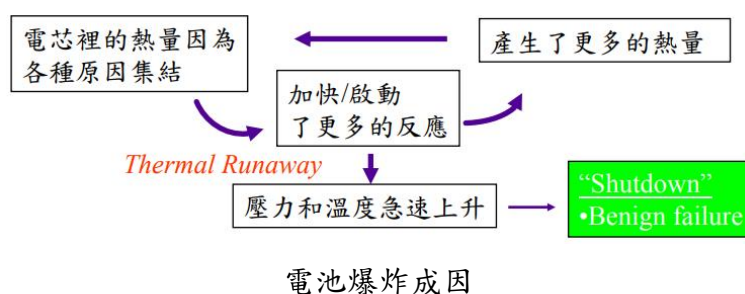 電芯裡的熱量因為
各種原因集結
產生了更多的熱量
加快/啟動
了更多的反應
Thermal Runaway
壓力和溫度急速上升
“Shutdown”
•Benign failure
電池爆炸成因